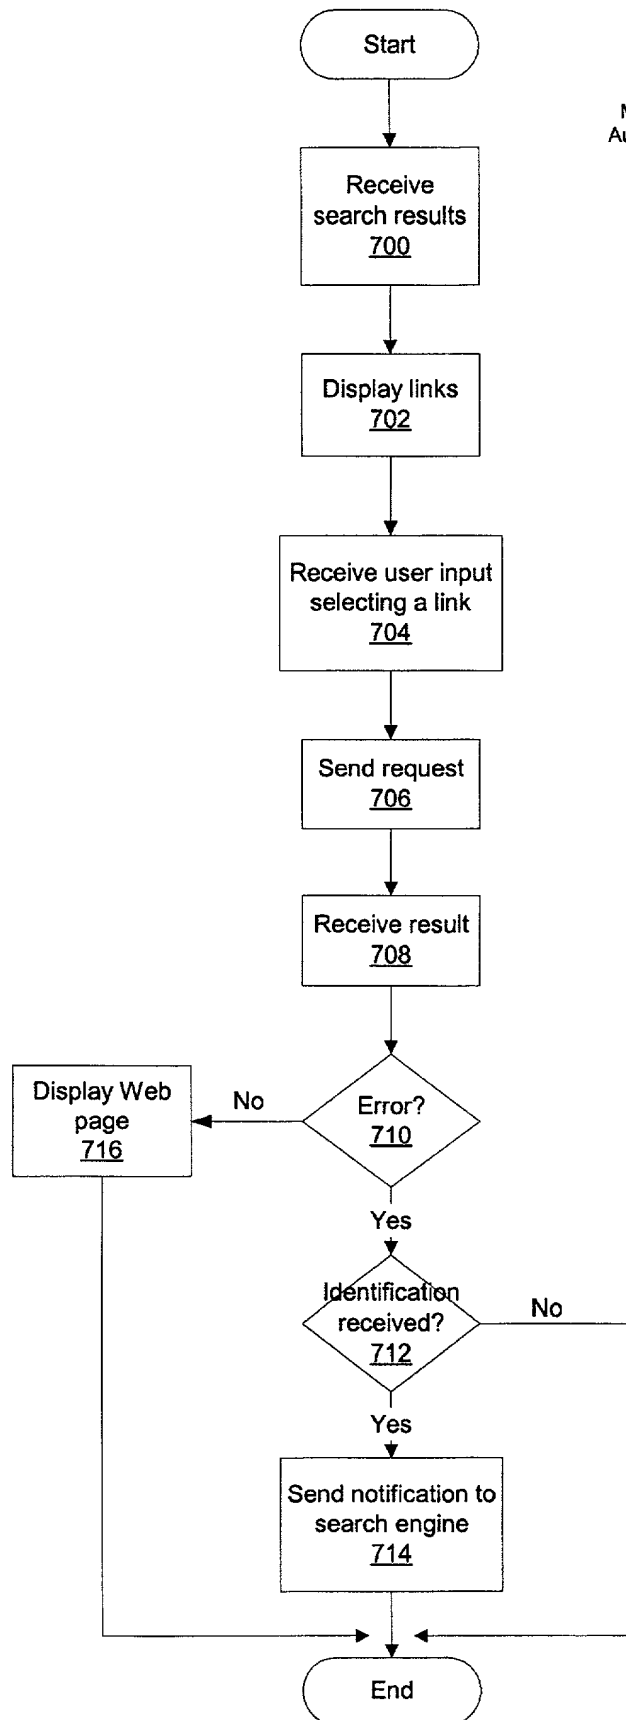 Start
Receive
search results
700
Display links
702
Receive user input
selecting a link
704
Send request
706
Receive result
708
Error?
710
No
Display Web
page
716
Yes
Identification
received?
712
No
Yes
Send notification to
search engine
714
End